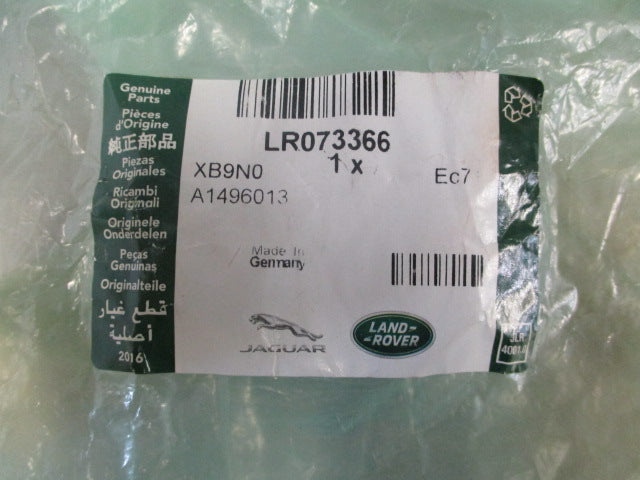 Genuine
Parts
Pièces
d'Origine
純正部品
Piezas
Originales
Ricambi
Originali
Originele
Onderdelen
Peças
Genuínas
Originalteile
قطع غيار
أصلية
2016
LR073366
1 x
XB9N0
Ec7
A1496013
Made In
Germany
JAGUAR
LAND
ROVER
JLR